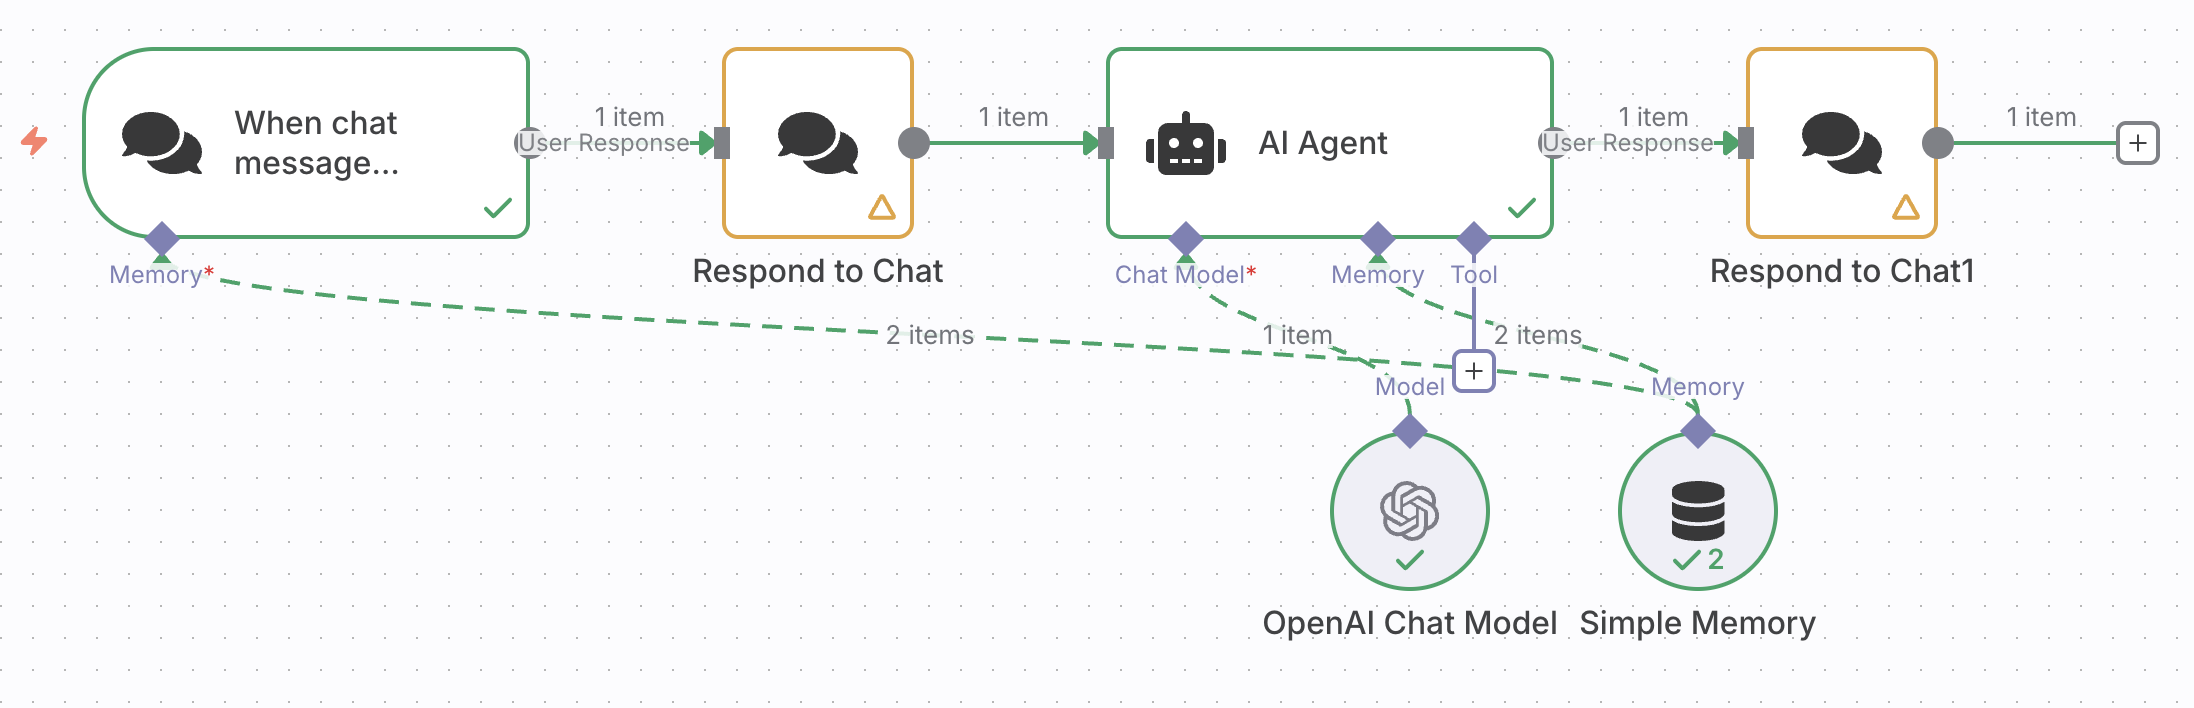 When chat
message...
1 item
User Response
1 item
AI Agent
1 item
User Response
1 item
Memory*
Respond to Chat
Chat Model*
Memory
Tool
Respond to Chat1
2 items
1 item
2 items
Model
Memory
2
OpenAI Chat Model
Simple Memory